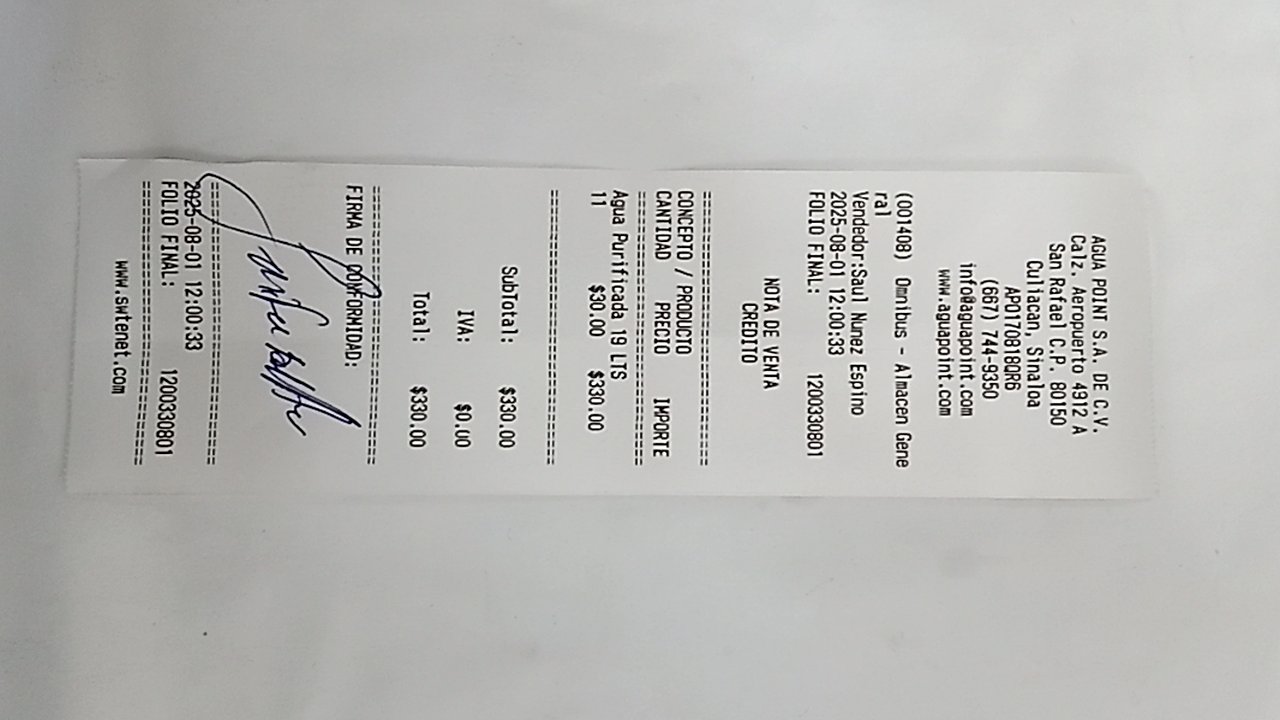 AGUA POINT S.A. DE C.V.
Calz. Aeropuerto 4912 A
San Rafael C.P. 80150
Culiacan, Sinaloa
APO170818QR6
(667) 744-9350
info@aguapoint.com
www.aguapoint.com
(001408) Omnibus - Almacen Gene
ral
Vendedor:Saul Nunez Espino
2025-08-01 12:00:33
FOLIO FINAL: 1200330801
NOTA DE VENTA
CREDITO
===============================
CONCEPTO / PRODUCTO
CANTIDAD PRECIO IMPORTE
===============================
Agua Purificada 19 LTS
11 $30.00 $330.00
===============================
SubTotal: $330.00
IVA: $0.00
Total: $330.00
===============================
FIRMA DE CONFORMIDAD:
===============================
2025-08-01 12:00:33
FOLIO FINAL: 1200330801
===============================
www.swtenet.com